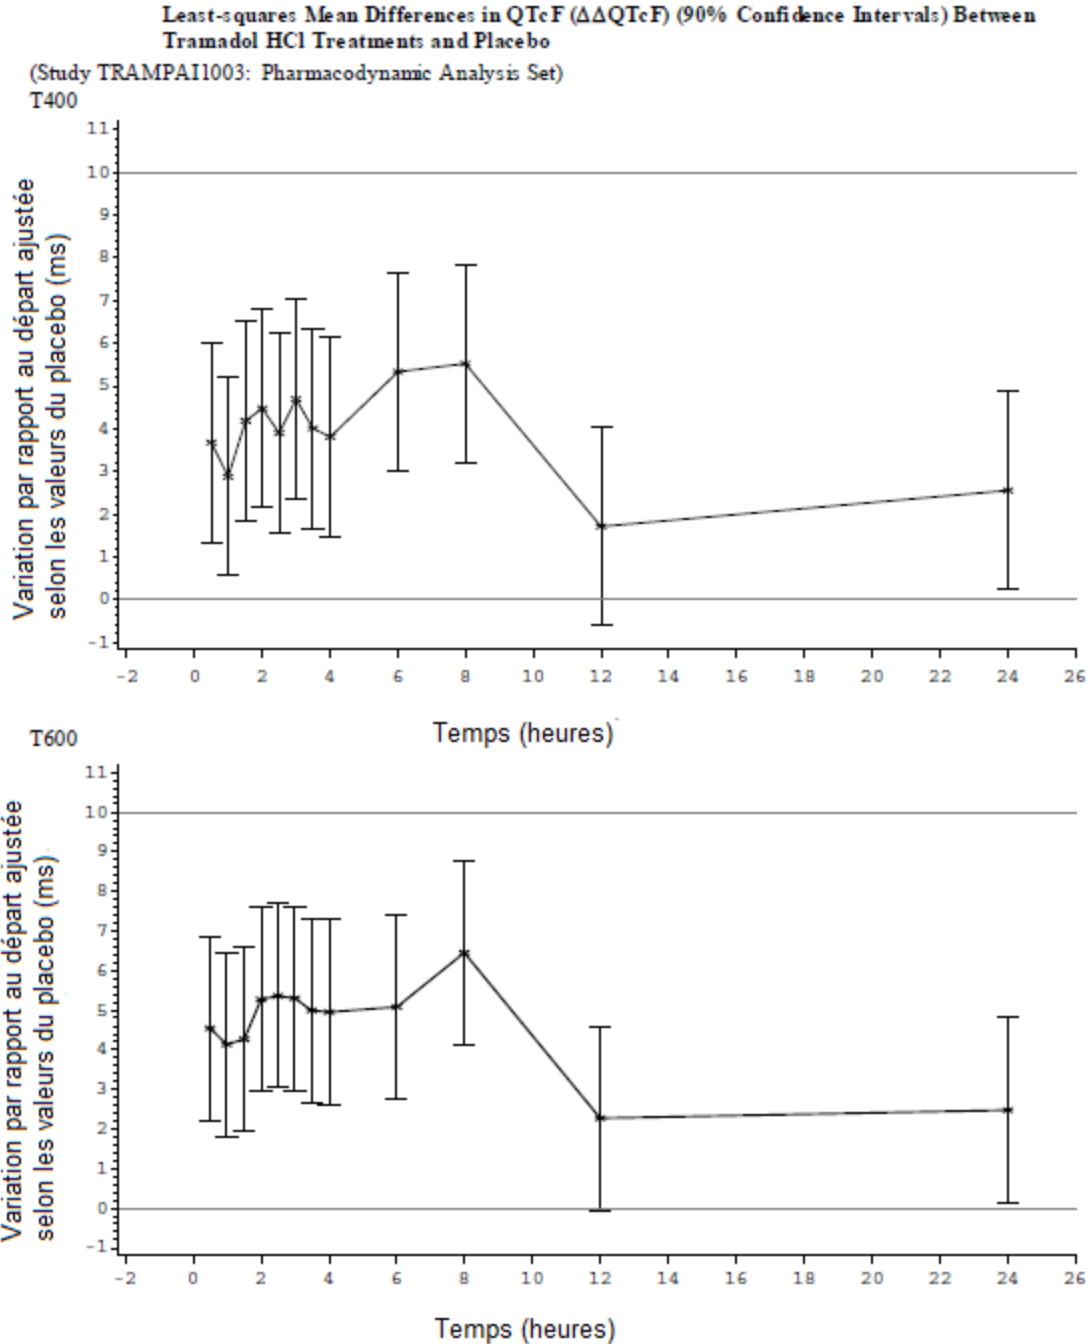 Least-squares Mean Differences in QTcF (ΔΔQTcF) (90% Confidence Intervals) Between
Tramadol HCl Treatments and Placebo
(Study TRAMPAI1003: Pharmacodynamic Analysis Set)
T400
Variation par rapport au départ ajustée
selon les valeurs du placebo (ms)
11
10
9
8
7
6
5
4
3
2
1
0
-1
-2 0 2 4 6 8 10 12 14 16 18 20 22 24 26
Temps (heures)
T600
Variation par rapport au départ ajustée
selon les valeurs du placebo (ms)
11
10
9
8
7
6
5
4
3
2
1
0
-1
-2 0 2 4 6 8 10 12 14 16 18 20 22 24 26
Temps (heures)